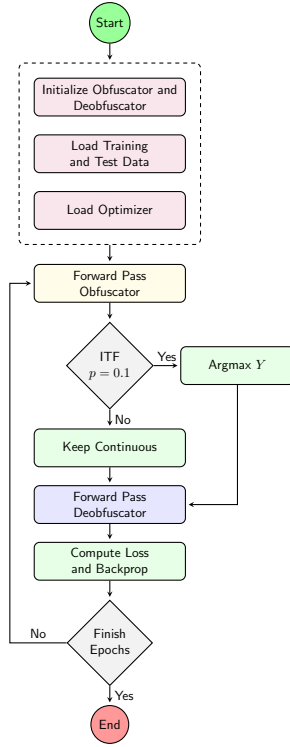 Start
Initialize Obfuscator and
Deobfuscator
Load Training
and Test Data
Load Optimizer
Forward Pass
Obfuscator
ITF
p = 0.1
Yes
Argmax Y
No
Keep Continuous
Forward Pass
Deobfuscator
Compute Loss
and Backprop
No
Finish
Epochs
Yes
End